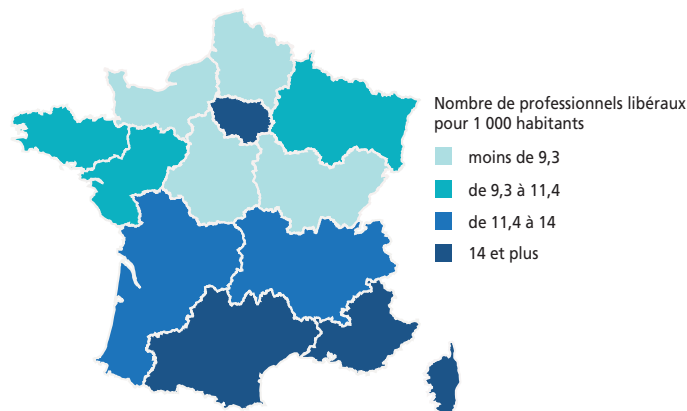 Nombre de professionnels libéraux
pour 1 000 habitants
moins de 9,3
de 9,3 à 11,4
de 11,4 à 14
14 et plus